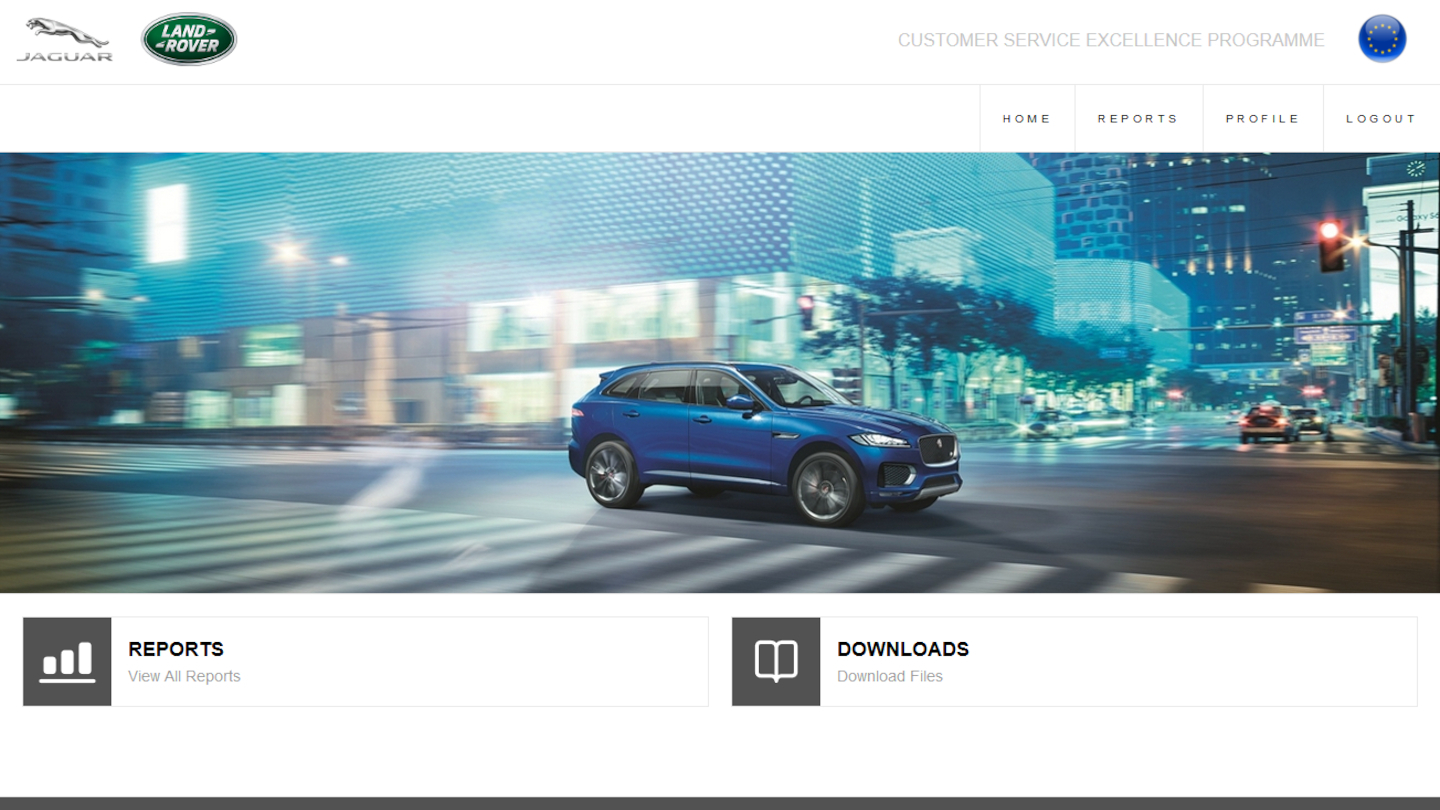 JAGUAR
LAND-
-ROVER
CUSTOMER SERVICE EXCELLENCE PROGRAMME
HOME
REPORTS
PROFILE
LOGOUT
REPORTS
View All Reports
DOWNLOADS
Download Files